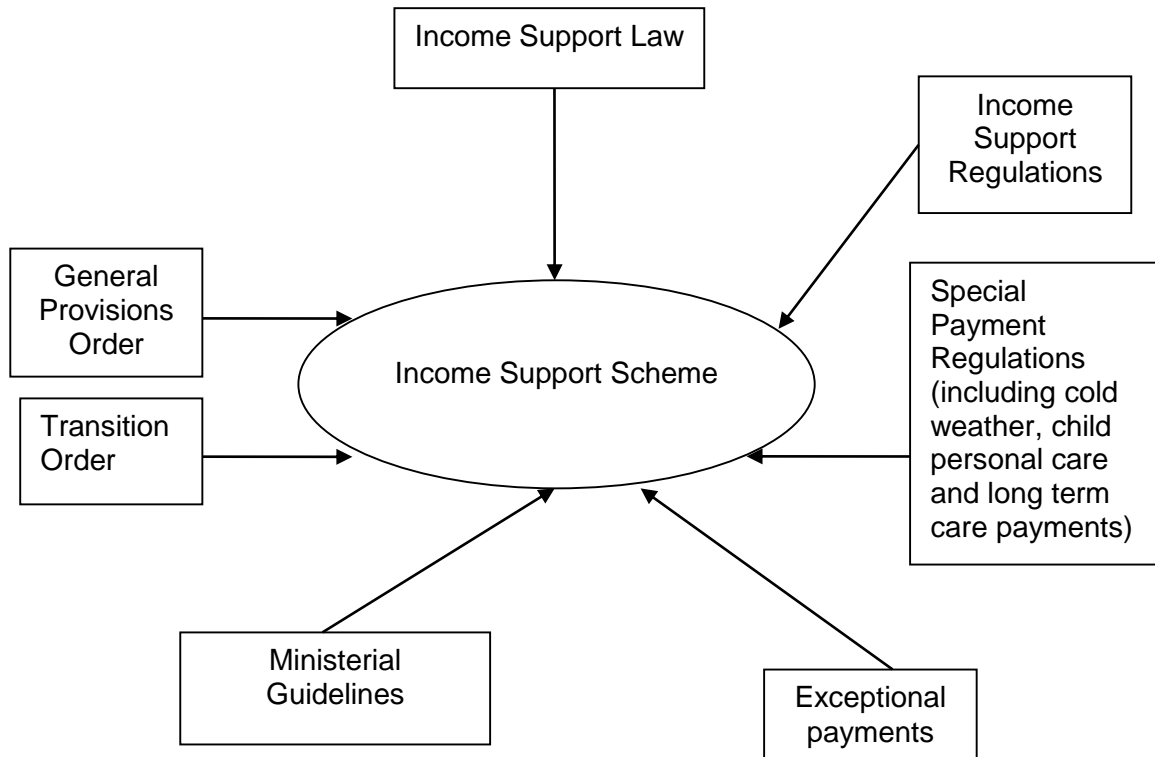 Income Support Law
Income
Support
Regulations
General
Provisions
Order
Special
Payment
Regulations
(including cold
weather, child
personal care
and long term
care payments)
Income Support Scheme
Transition
Order
Ministerial
Guidelines
Exceptional
payments